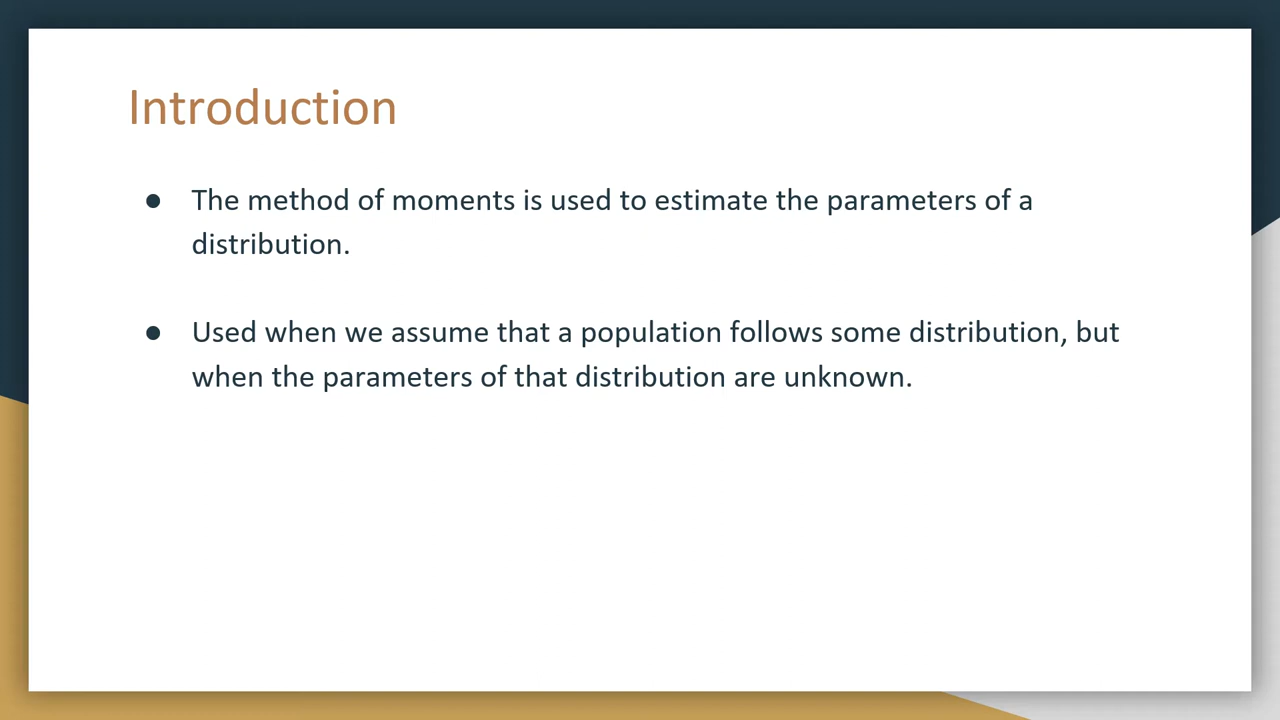 Introduction
● The method of moments is used to estimate the parameters of a
distribution.
● Used when we assume that a population follows some distribution, but
when the parameters of that distribution are unknown.